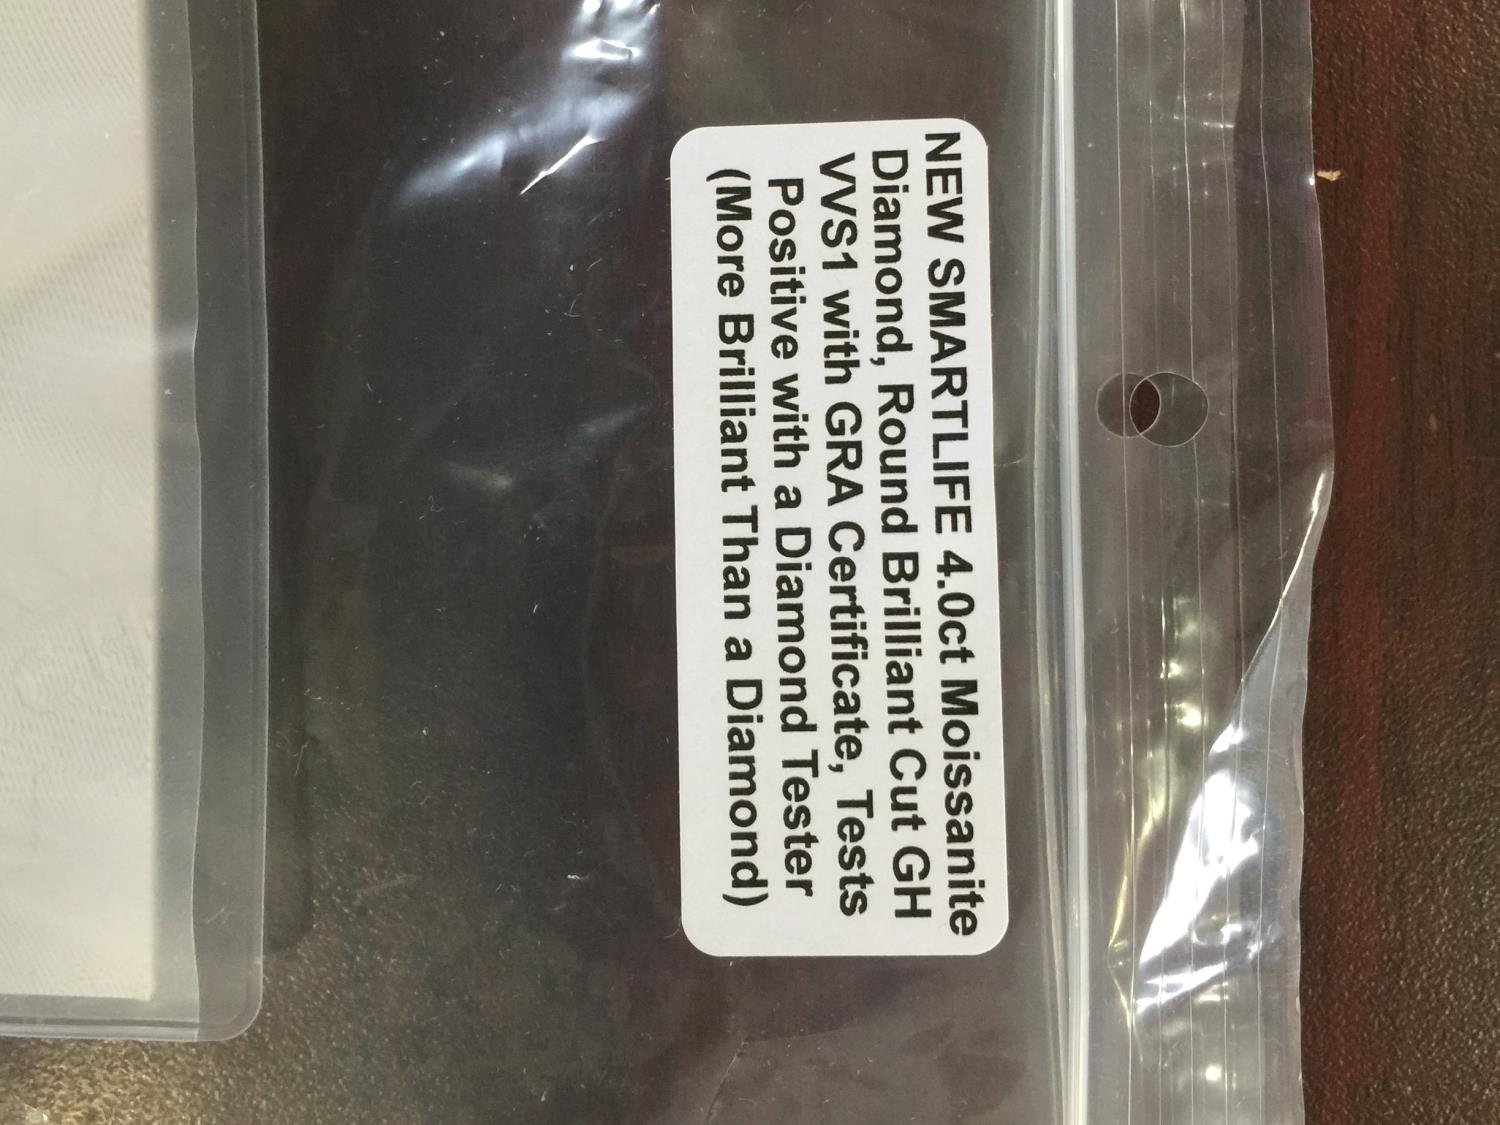 NEW SMARTLIFE 4.0ct Moissanite
Diamond, Round Brilliant Cut GH
VVS1 with GRA Certificate, Tests
Positive with a Diamond Tester
(More Brilliant Than a Diamond)